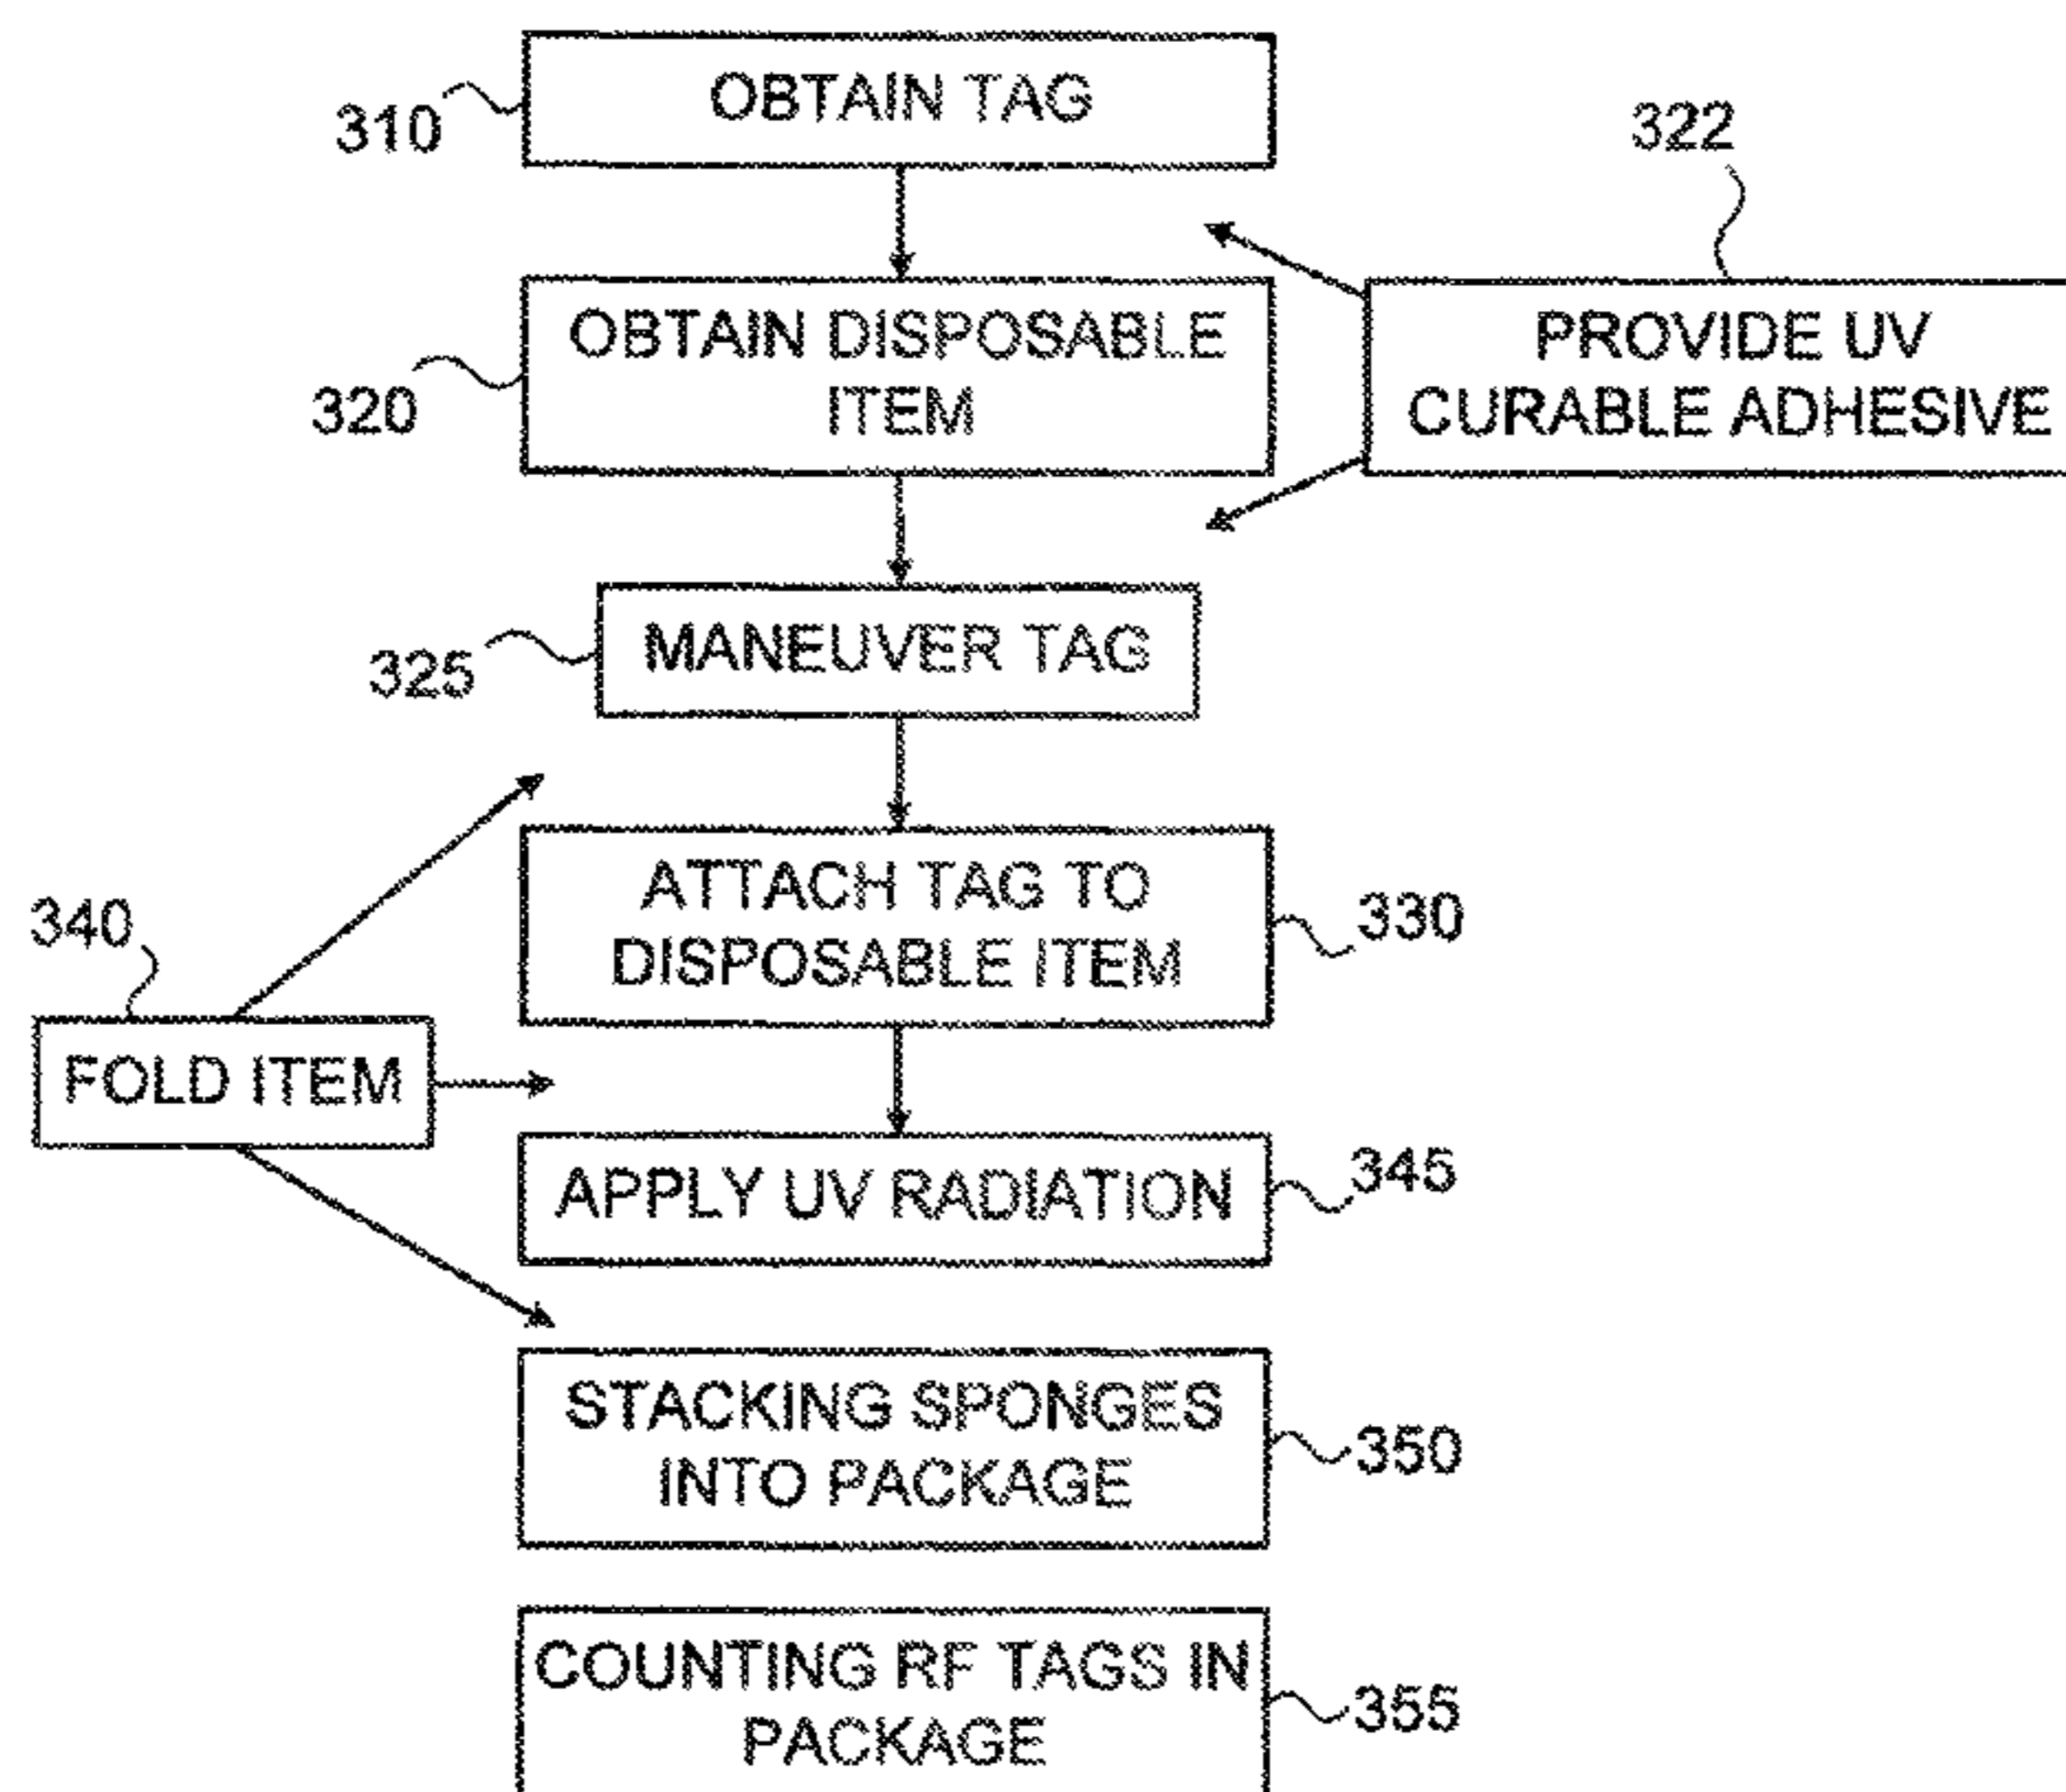 OBTAIN TAG
310
322
OBTAIN DISPOSABLE
ITEM
320
PROVIDE UV
CURABLE ADHESIVE
MANEUVER TAG
325
ATTACH TAG TO
DISPOSABLE ITEM
330
340
FOLD ITEM
APPLY UV RADIATION
345
STACKING SPONGES
INTO PACKAGE
350
COUNTING RF TAGS IN
PACKAGE
355